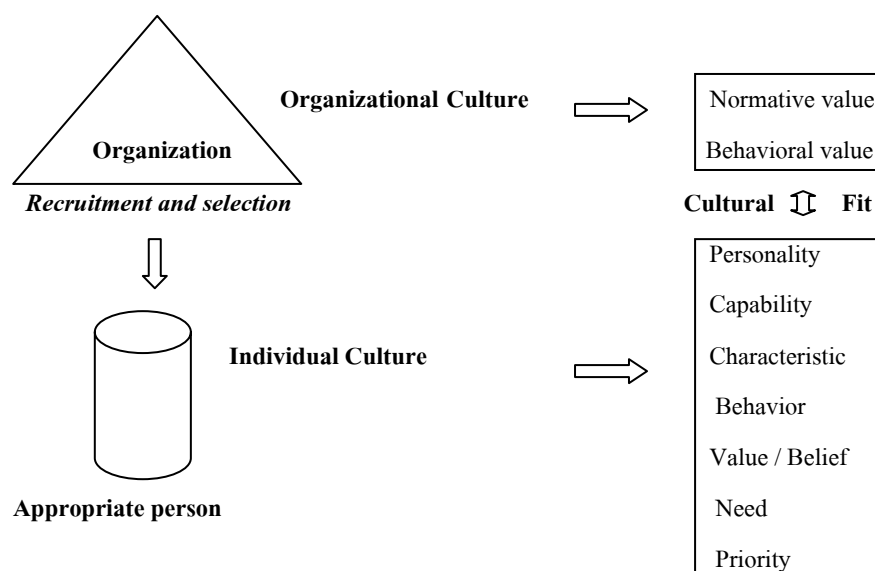 Organizational Culture
Normative value
Organization
Behavioral value
Recruitment and selection
Cultural Fit
Personality
Capability
Individual Culture
Characteristic
Behavior
Value / Belief
Appropriate person
Need
Priority